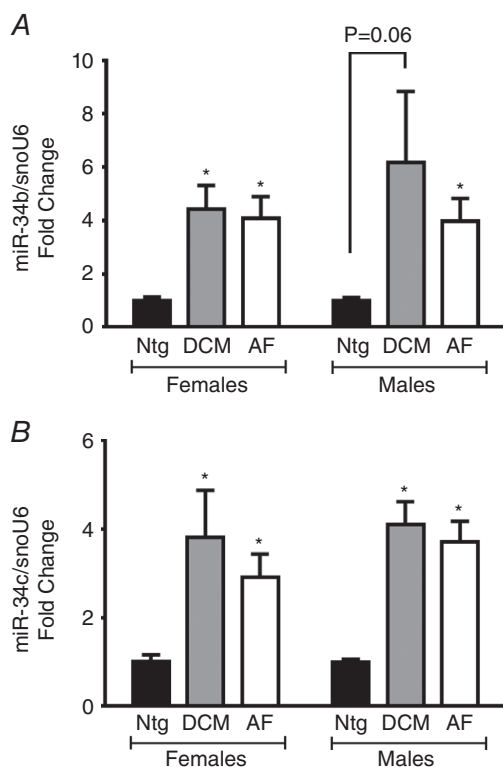 A
P=0.06
miR-34b/snoU6
Fold Change
10
8
6
4
2
0
* * *
Ntg DCM AF Ntg DCM AF
Females Males
B
miR-34c/snoU6
Fold Change
6
4
2
0
* * * *
Ntg DCM AF Ntg DCM AF
Females Males